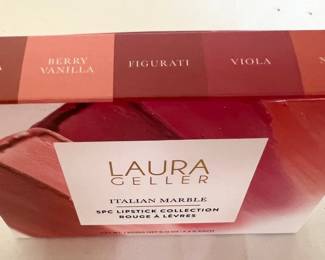 BERRY
VANILLA
FIGURATI
VIOLA
LAURA
GELLER
ITALIAN MARBLE
5PC LIPSTICK COLLECTION
ROUGE À LÈVRES